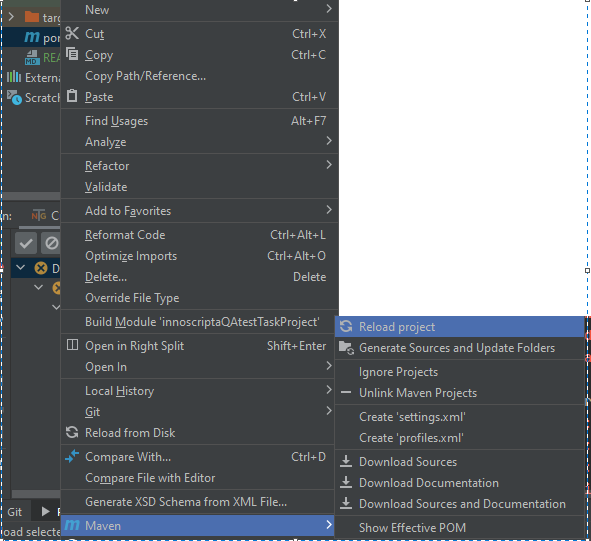 New
Cut Ctrl+X
Copy Ctrl+C
Copy Path/Reference...
Paste Ctrl+V
Find Usages Alt+F7
Analyze
Refactor
Validate
Add to Favorites
Reformat Code Ctrl+Alt+L
Optimize Imports Ctrl+Alt+O
Delete... Delete
Override File Type
Build Module 'innoscriptaQAtestTaskProject'
Open in Right Split Shift+Enter
Open In
Local History
Git
Reload from Disk
Compare With... Ctrl+D
Compare File with Editor
Generate XSD Schema from XML File...
Maven
Reload project
Generate Sources and Update Folders
Ignore Projects
Unlink Maven Projects
Create 'settings.xml'
Create 'profiles.xml'
Download Sources
Download Documentation
Download Sources and Documentation
Show Effective POM
targ
m por
REA
Externa
Scratch
n: C
D
Git
oad selecte